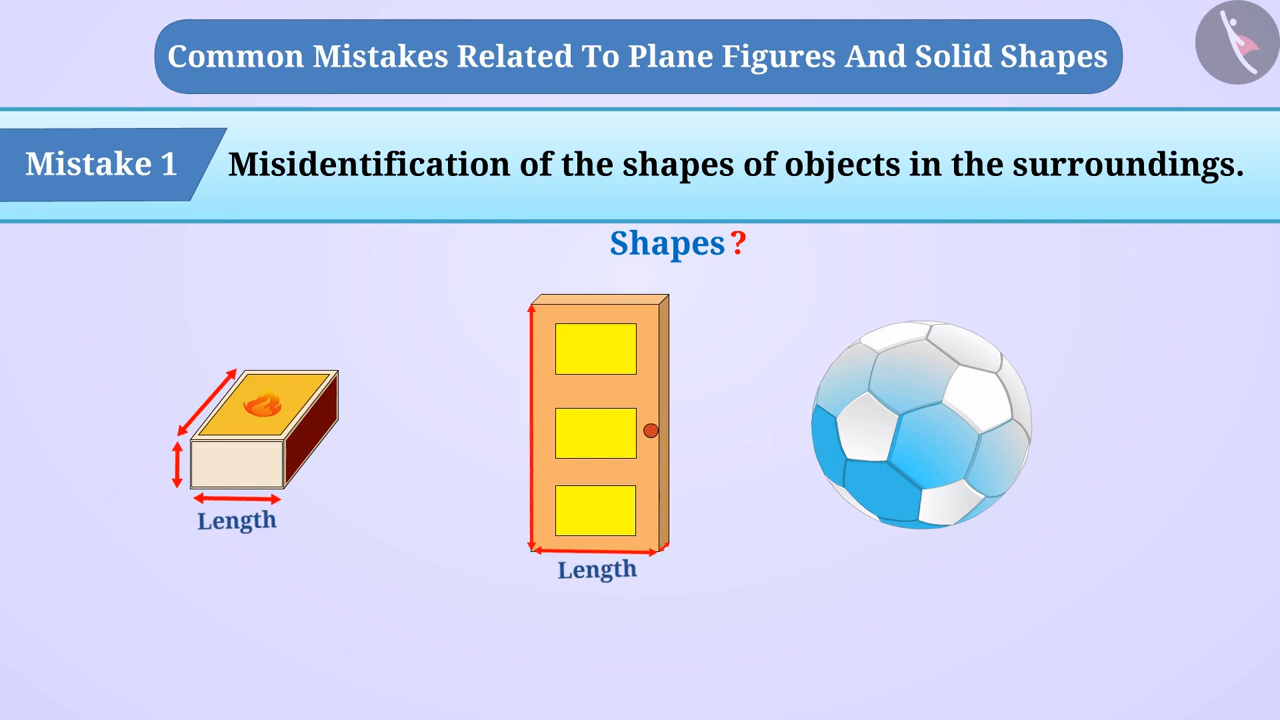 Common Mistakes Related To Plane Figures And Solid Shapes
Mistake 1
Misidentification of the shapes of objects in the surroundings.
Shapes?
Length
Length